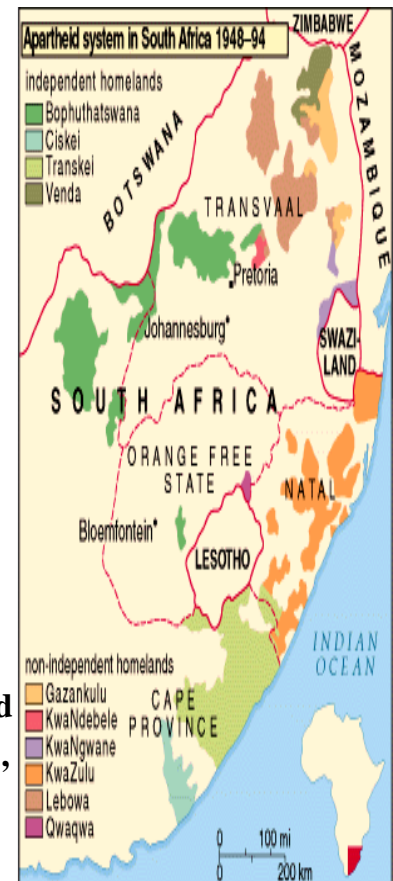 Apartheid system in South Africa 1948–94
ZIMBABWE
MOZAMBIQUE
independent homelands
Bophuthatswana
Ciskei
Transkei
Venda
BOTSWANA
TRANSVAAL
Pretoria
Johannesburg
SWAZI-
LAND
SOUTH AFRICA
ORANGE FREE
STATE
NATAL
Bloemfontein
LESOTHO
INDIAN
OCEAN
non-independent homelands
Gazankulu
KwaNdebele
KwaNgwane
KwaZulu
Lebowa
Qwaqwa
CAPE
PROVINCE
d
,
0 100 mi
0 200 km